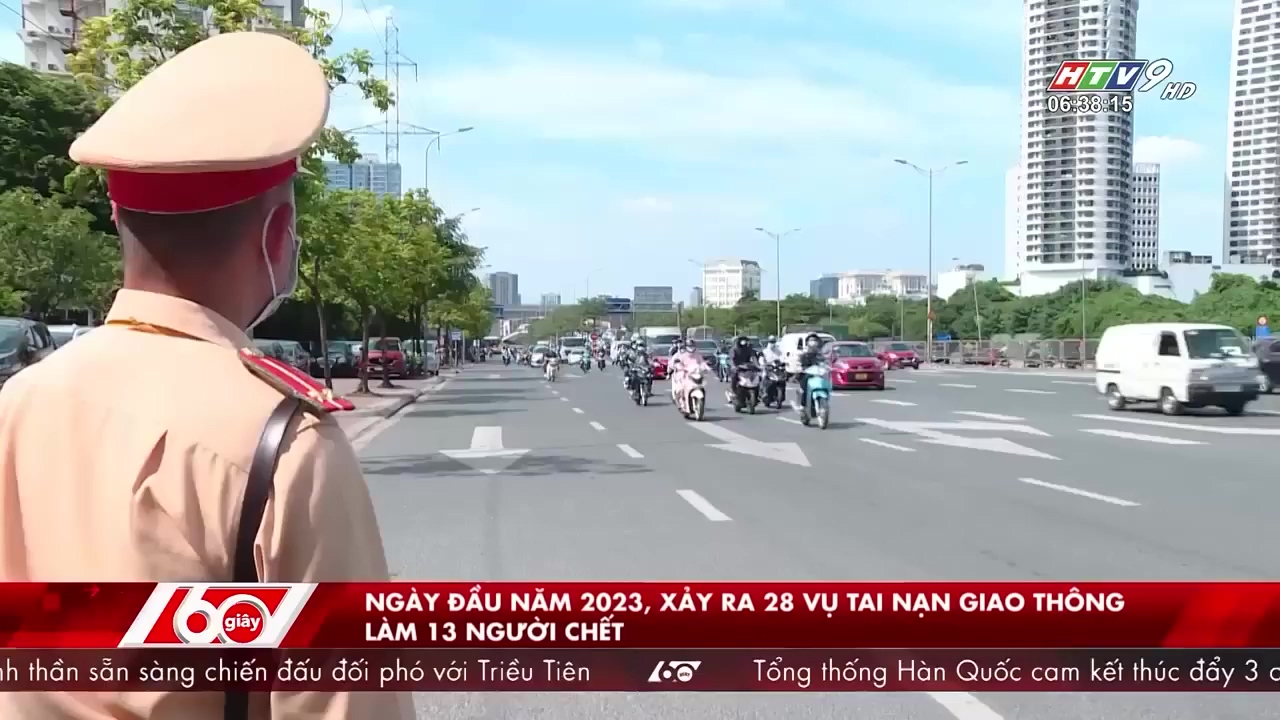 HTV9 HD
06:38:15
60 giây
NGÀY ĐẦU NĂM 2023, XẢY RA 28 VỤ TAI NẠN GIAO THÔNG
LÀM 13 NGƯỜI CHẾT
thần sẵn sàng chiến đấu đối phó với Triều Tiên 60 giây Tổng thống Hàn Quốc cam kết thúc đẩy 3